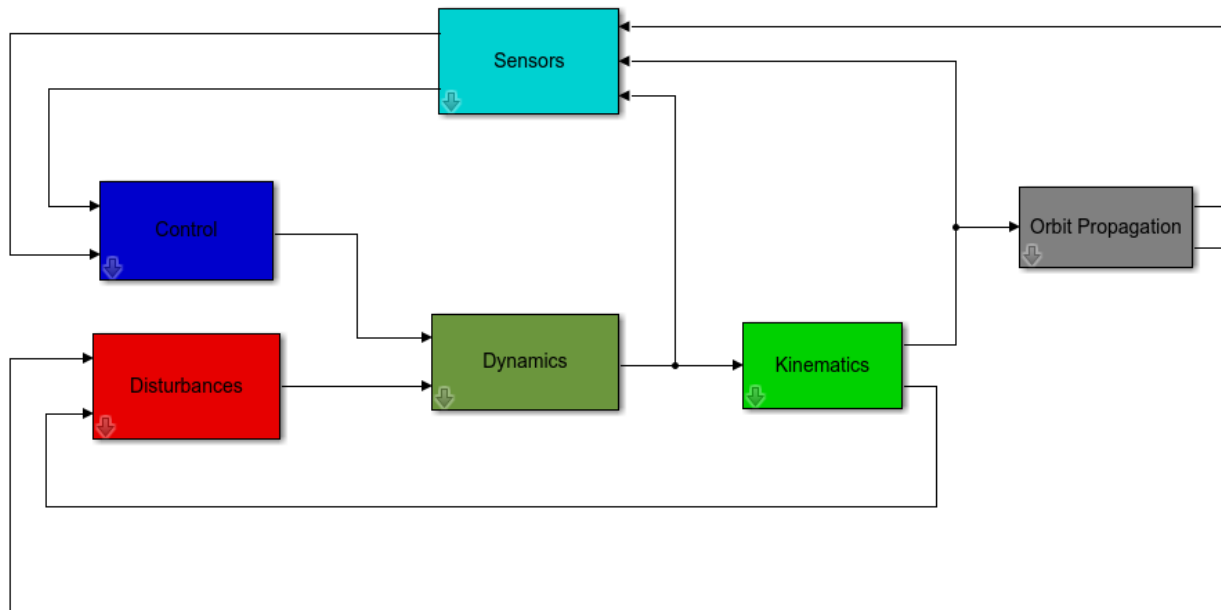 Sensors
Control
Orbit Propagation
Dynamics
Kinematics
Disturbances